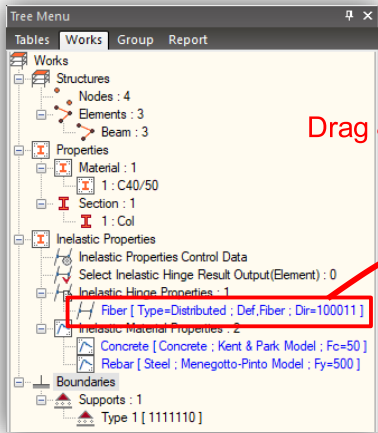 Tree Menu
Tables Works Group Report
Works
Structures
Nodes : 4
Elements : 3
Beam : 3
Drag
Properties
Material : 1
1 : C40/50
Section : 1
1 : Col
Inelastic Properties
Inelastic Properties Control Data
Select Inelastic Hinge Result Output(Element) : 0
Inelastic Hinge Properties : 1
Fiber [ Type=Distributed ; Def,Fiber ; Dir=100011 ]
Inelastic Material Properties : 2
Concrete [ Concrete ; Kent & Park Model ; Fc=50 ]
Rebar [ Steel ; Menegotto-Pinto Model ; Fy=500 ]
Boundaries
Supports : 1
Type 1 [ 1111110 ]